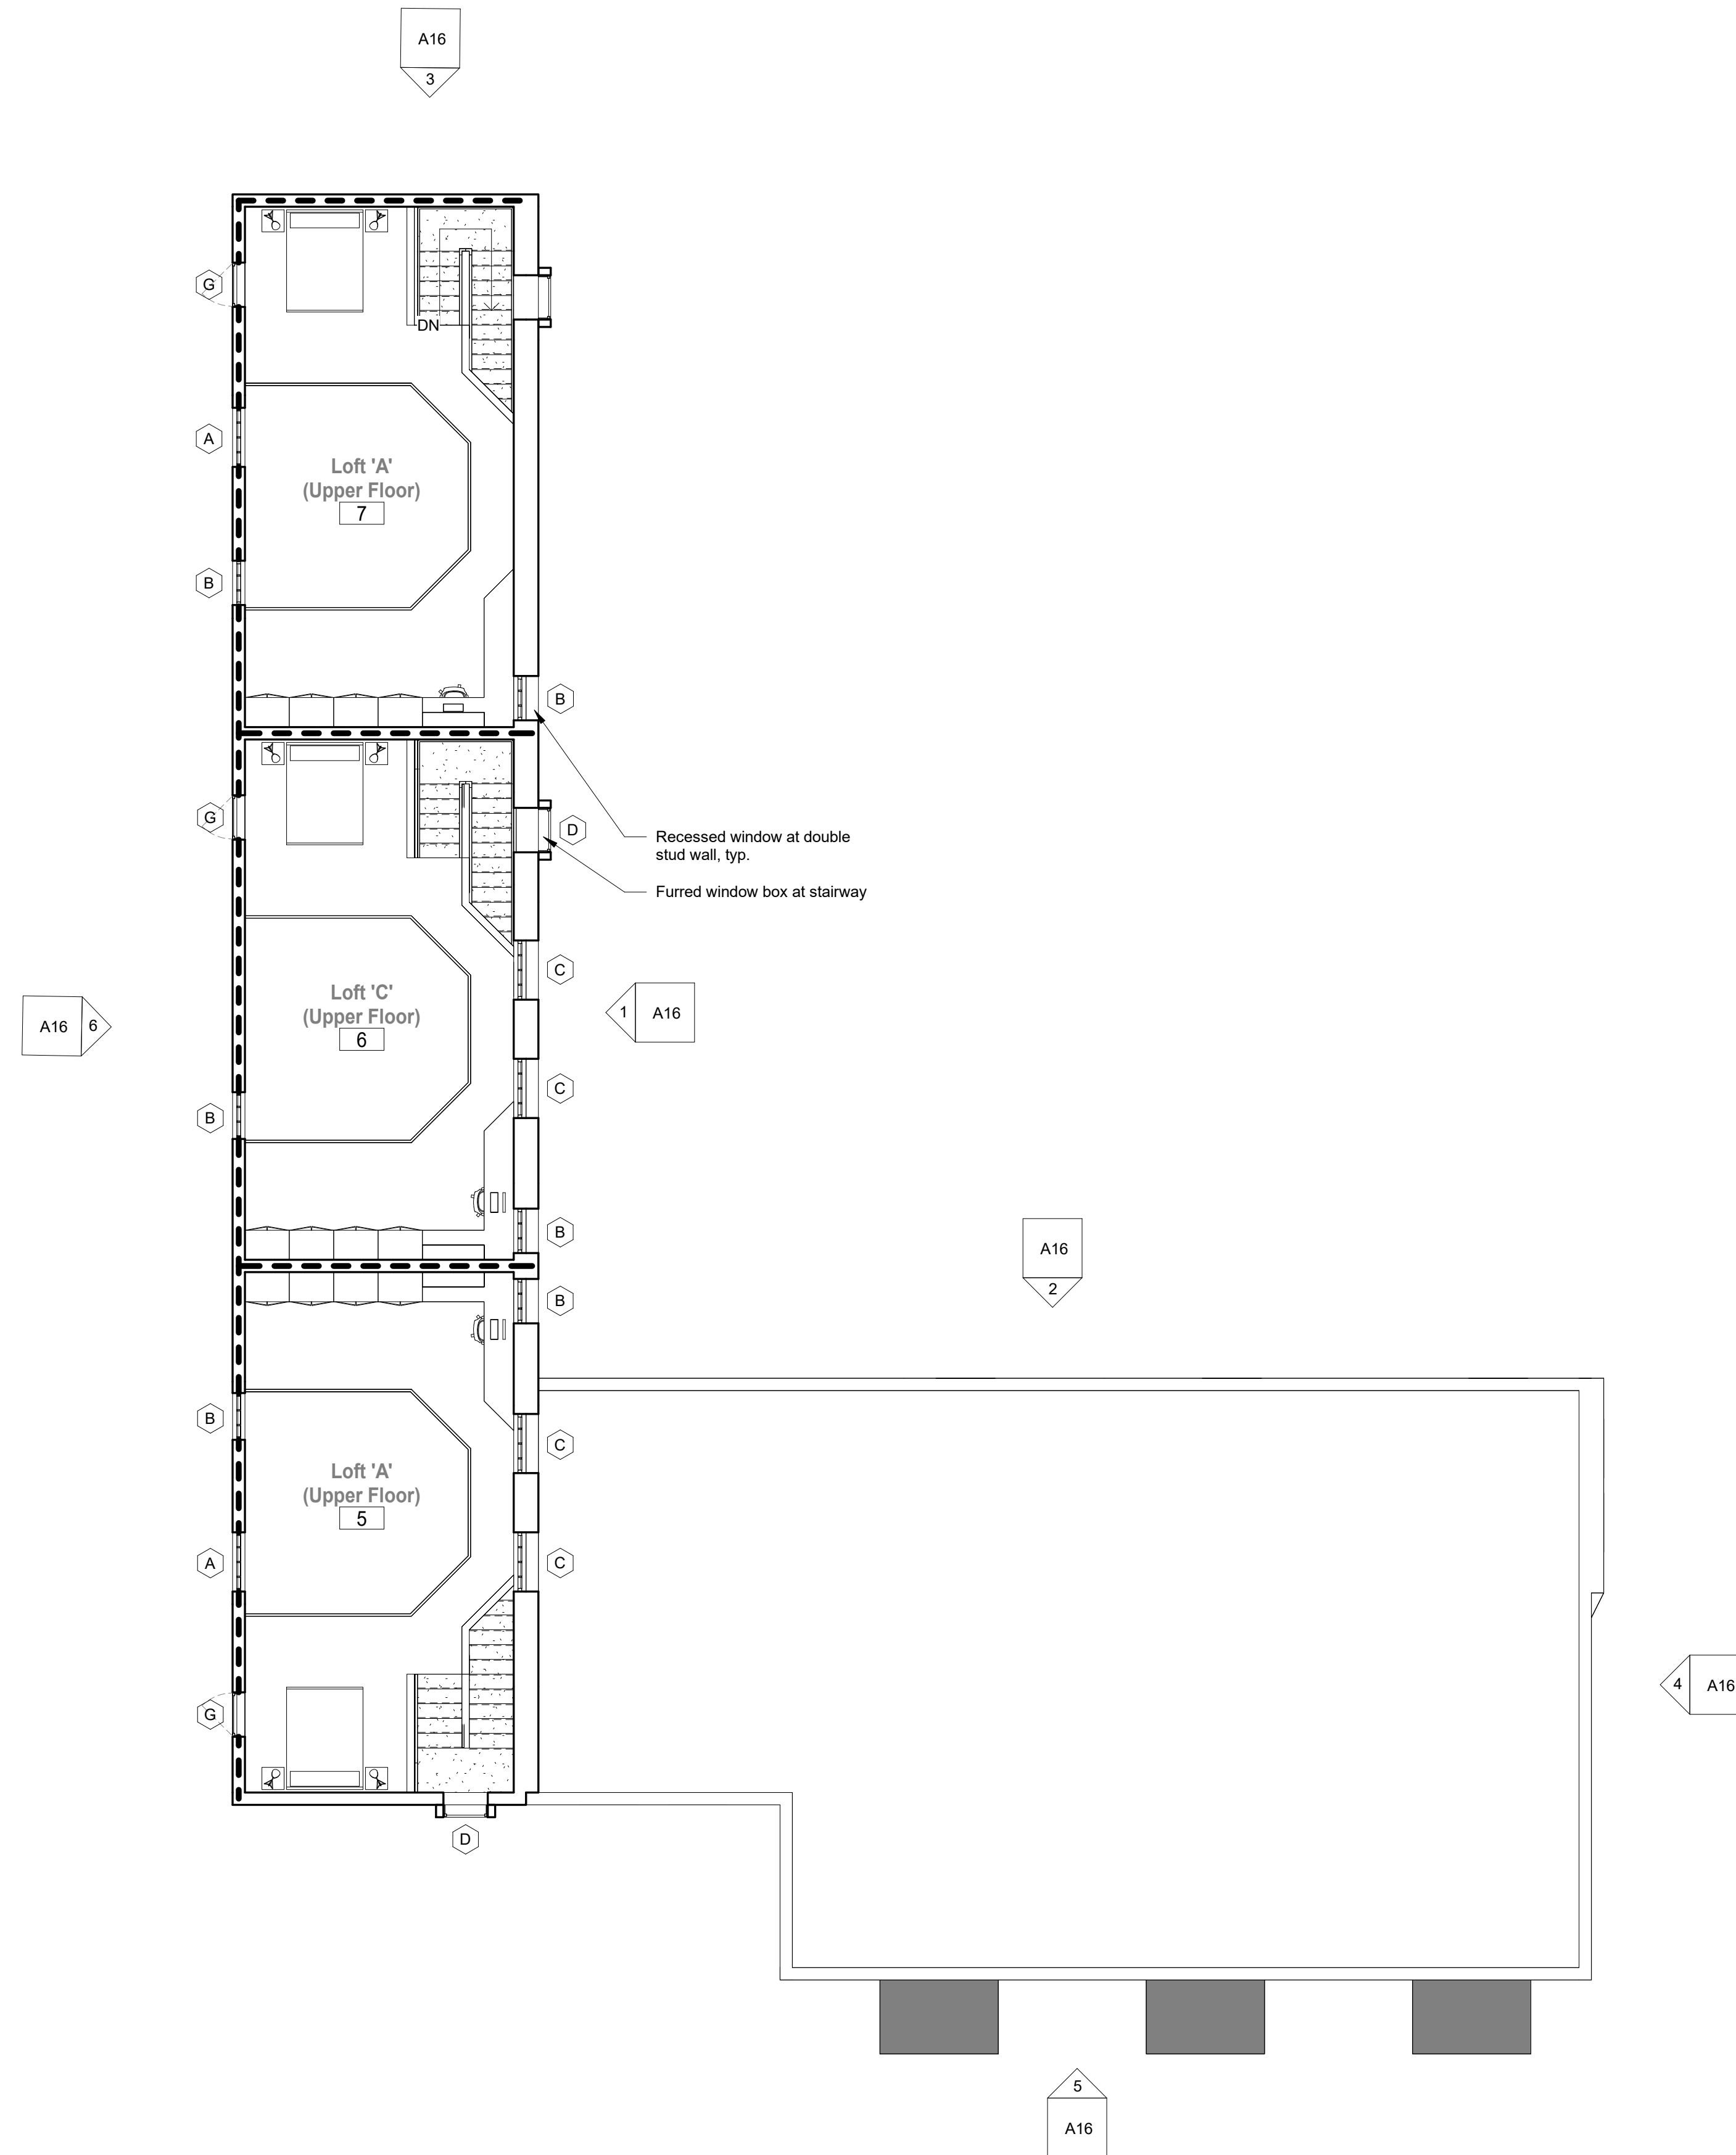 A16
3
G
DN
A
Loft 'A'
(Upper Floor)
7
B
B
G
D
Recessed window at double
stud wall, typ.
Furred window box at stairway
C
Loft 'C'
(Upper Floor)
6
1 A16
A16 6
C
B
B
A16
2
B
B
C
Loft 'A'
(Upper Floor)
5
A
C
4 A16
G
D
5
A16